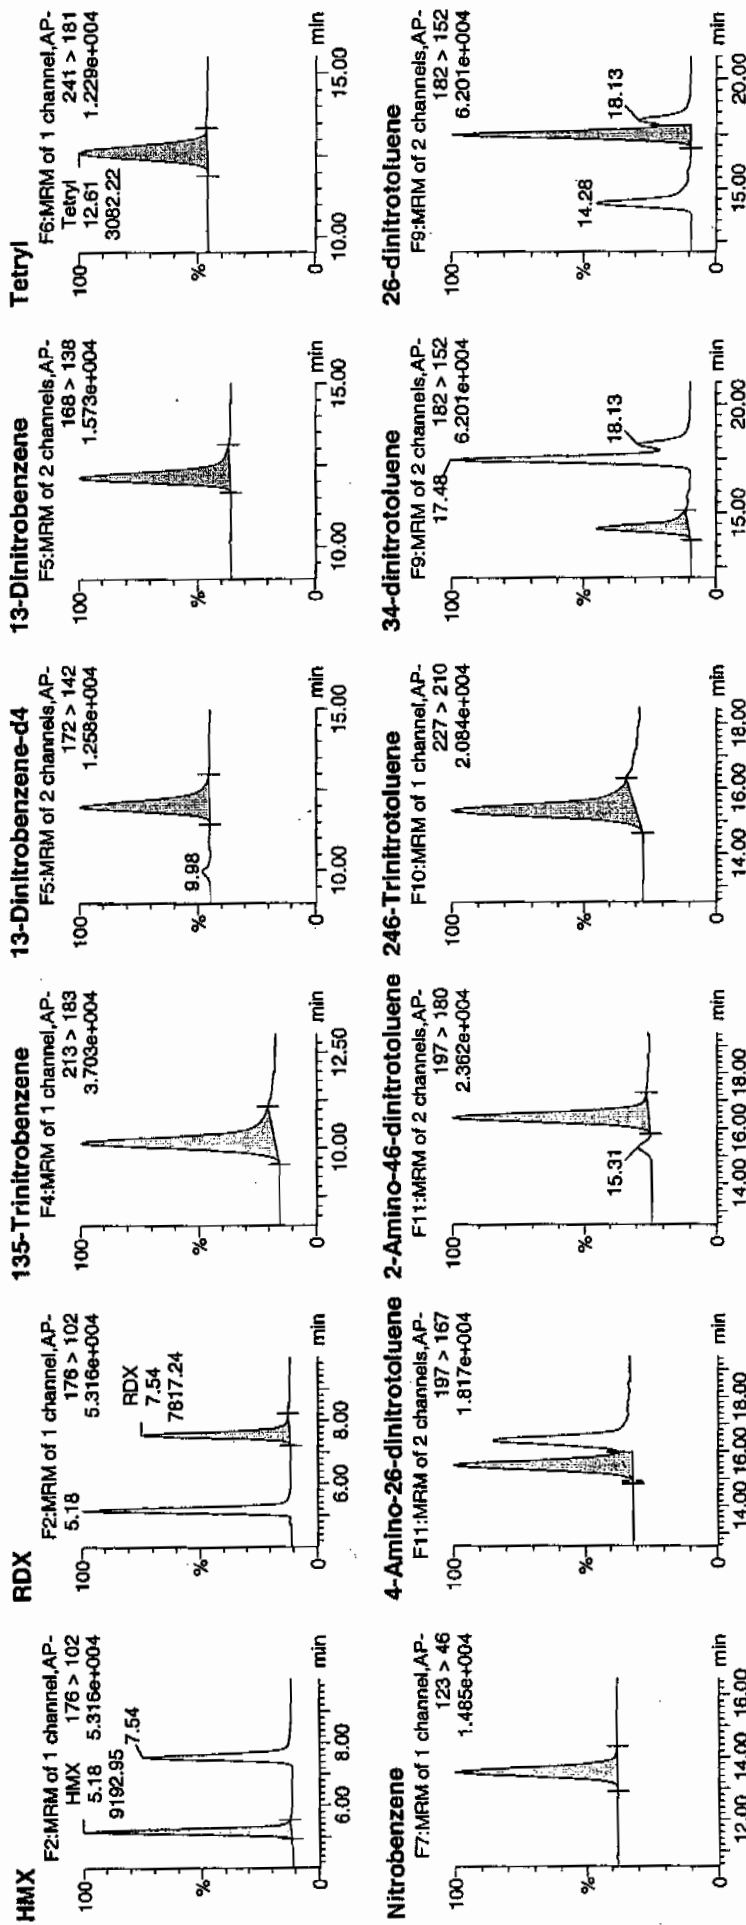 HMX
F2:MRM of 1 channel,AP-
176 > 102
5.316e+004
HMX
5.18
9192.95
7.54
100
%
0
6.00
8.00
min
RDX
F2:MRM of 1 channel,AP-
176 > 102
5.316e+004
5.18
RDX
7.54
7817.24
100
%
0
6.00
8.00
min
135-Trinitrobenzene
F4:MRM of 1 channel,AP-
213 > 183
3.703e+004
100
%
0
10.00
12.50
min
13-Dinitrobenzene-d4
F5:MRM of 2 channels,AP-
172 > 142
1.258e+004
9.98
100
%
0
10.00
15.00
min
13-Dinitrobenzene
F5:MRM of 2 channels,AP-
168 > 138
1.573e+004
100
%
0
10.00
15.00
min
Tetryl
F6:MRM of 1 channel,AP-
241 > 181
1.229e+004
Tetryl
12.61
3082.22
100
%
0
10.00
15.00
min
Nitrobenzene
F7:MRM of 1 channel,AP-
123 > 46
1.485e+004
100
%
0
12.00
14.00
16.00
min
4-Amino-26-dinitrotoluene
F11:MRM of 2 channels,AP-
197 > 167
1.817e+004
100
%
0
14.00
16.00
18.00
min
2-Amino-46-dinitrotoluene
F11:MRM of 2 channels,AP-
197 > 180
2.362e+004
15.31
100
%
0
14.00
16.00
18.00
min
246-Trinitrotoluene
F10:MRM of 1 channel,AP-
227 > 210
2.084e+004
100
%
0
14.00
16.00
18.00
min
34-dinitrotoluene
F9:MRM of 2 channels,AP-
182 > 152
6.201e+004
17.48
18.13
100
%
0
15.00
20.00
min
26-dinitrotoluene
F9:MRM of 2 channels,AP-
182 > 152
6.201e+004
14.28
18.13
100
%
0
15.00
20.00
min